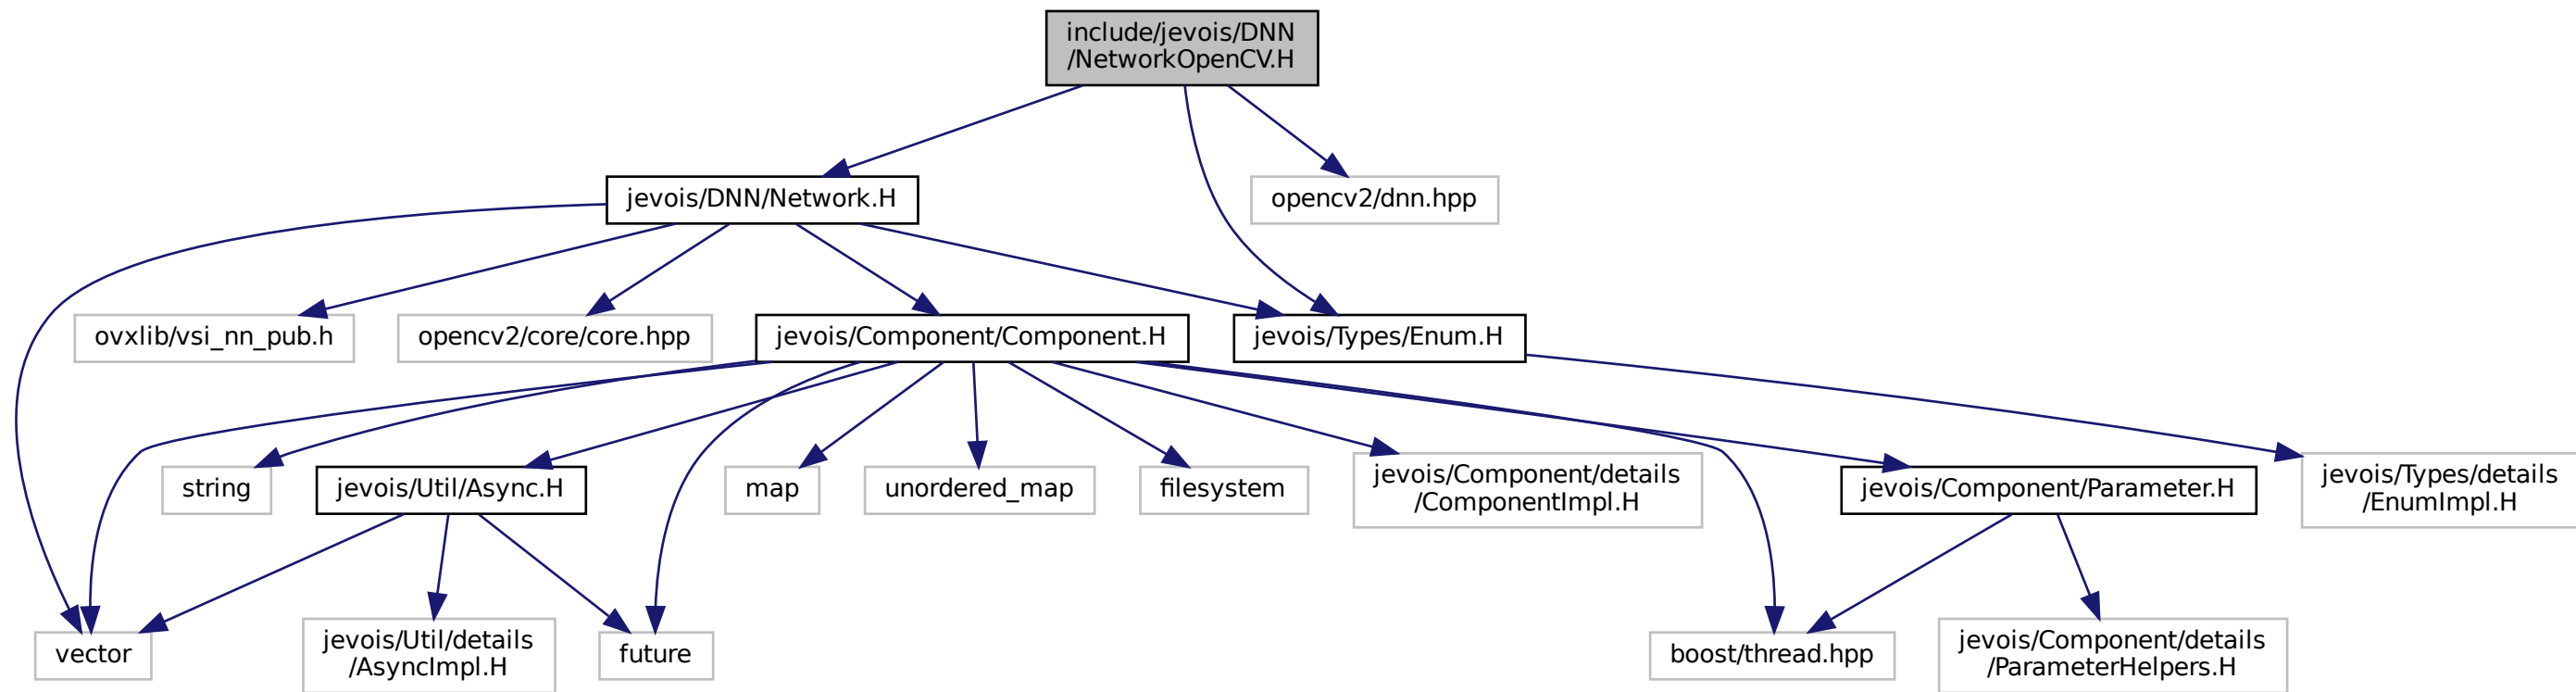 include/jevois/DNN
/NetworkOpenCV.H
jevois/DNN/Network.H
opencv2/dnn.hpp
ovxlib/vsi_nn_pub.h
opencv2/core/core.hpp
jevois/Component/Component.H
jevois/Types/Enum.H
string
jevois/Util/Async.H
map
unordered_map
filesystem
jevois/Component/details
/ComponentImpl.H
jevois/Component/Parameter.H
jevois/Types/details
/EnumImpl.H
vector
jevois/Util/details
/AsyncImpl.H
future
boost/thread.hpp
jevois/Component/details
/ParameterHelpers.H